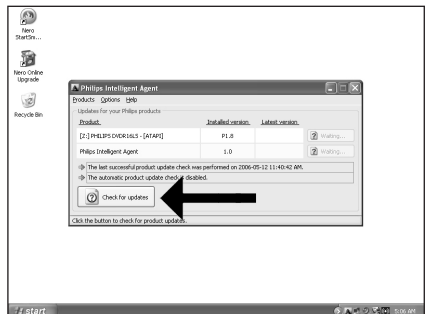 Nero
StartSm...
Nero Online
Upgrade
Recycle Bin
Philips Intelligent Agent
Products Options Help
Updates for your Philips products
Product Installed version Latest version
[Z:] PHILIPS DVDR16LS - [ATAPI] P1.8 Waiting...
Philips Intelligent Agent 1.0 Waiting...
The last successful product update check was performed on 2006-05-12 11:40:42 AM.
The automatic product update check is disabled.
Check for updates
Click the button to check for product updates.
start 5:06 AM